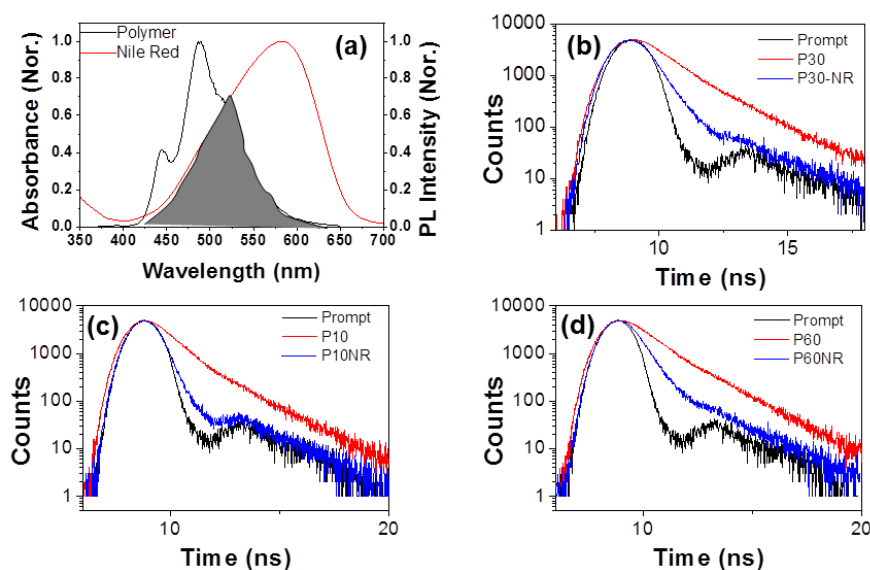 (a)
Polymer
Nile Red
Absorbance (Nor.)
1.0
0.8
0.6
0.4
0.2
0.0
PL Intensity (Nor.)
1.0
0.8
0.6
0.4
0.2
0.0
350 400 450 500 550 600 650 700
Wavelength (nm)
(b)
Prompt
P30
P30-NR
Counts
10000
1000
100
10
1
10 15
Time (ns)
(c)
Prompt
P10
P10NR
Counts
10000
1000
100
10
1
10 20
Time (ns)
(d)
Prompt
P60
P60NR
Counts
10000
1000
100
10
1
10 20
Time (ns)